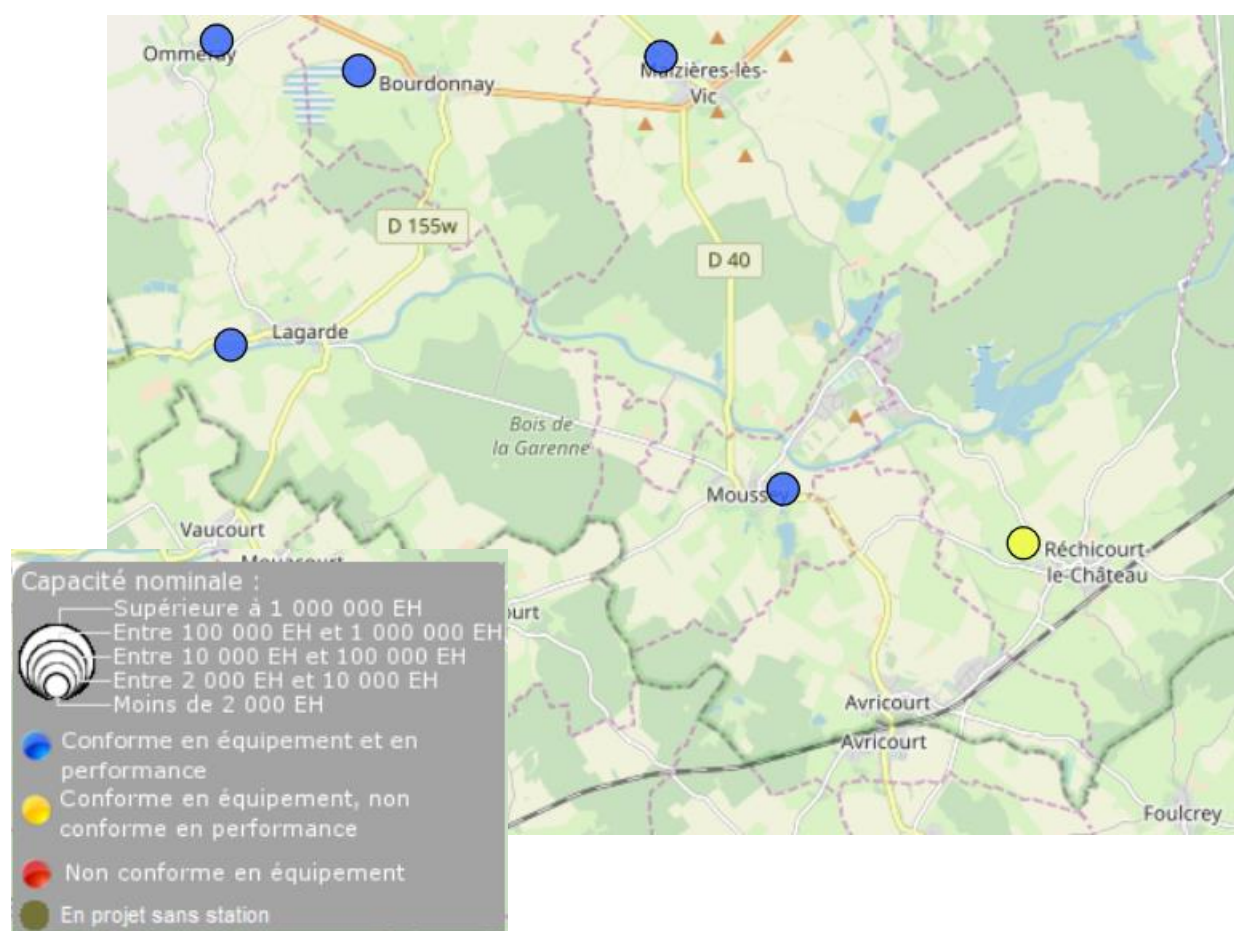 Ommeray
Bourdonnay
Maizières-lès-
Vic
D 155w
D 40
Lagarde
Bois de
la Garenne
Moussey
Vaucourt
Réchicourt-
le-Château
Avricourt
Avricourt
Foulcrey
Capacité nominale :
Supérieure à 1 000 000 EH
Entre 100 000 EH et 1 000 000 EH
Entre 10 000 EH et 100 000 EH
Entre 2 000 EH et 10 000 EH
Moins de 2 000 EH
Conforme en équipement et en
performance
Conforme en équipement, non
conforme en performance
Non conforme en équipement
En projet sans station